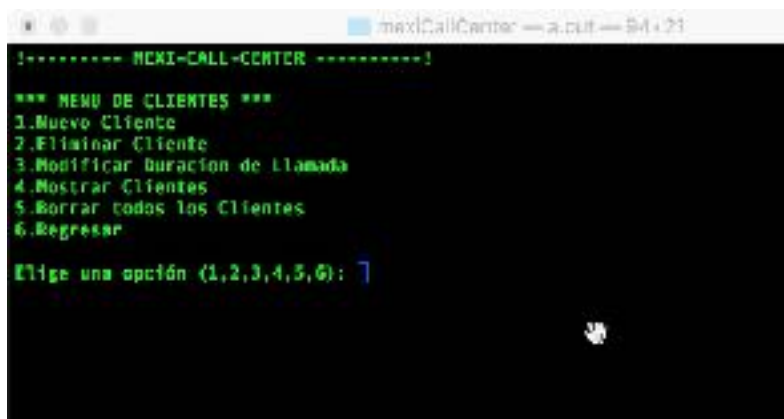 mexiCallCenter — a.out — 94×21
!--------- MEXI-CALL-CENTER ----------!
*** MENU DE CLIENTES ***
1.Nuevo Cliente
2.Eliminar Cliente
3.Modificar Duracion de Llamada
4.Mostrar Clientes
5.Borrar todos los Clientes
6.Regresar
Elige una opción (1,2,3,4,5,6):